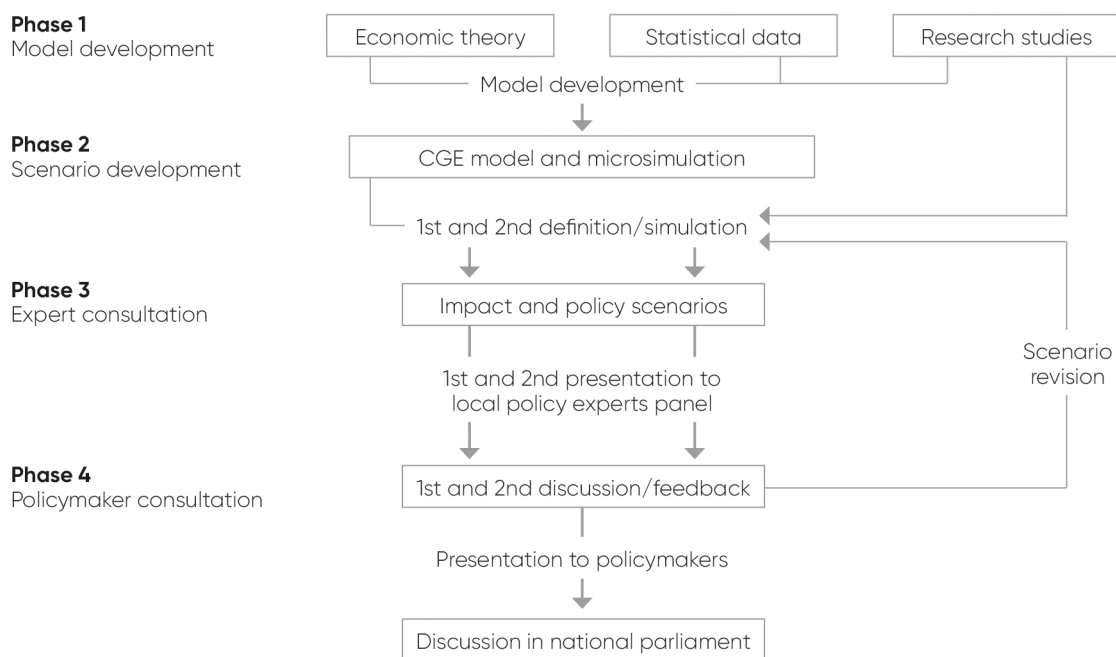 Phase 1
Model development
Economic theory
Statistical data
Research studies
Model development
Phase 2
Scenario development
CGE model and microsimulation
1st and 2nd definition/simulation
Phase 3
Expert consultation
Impact and policy scenarios
Scenario
revision
1st and 2nd presentation to
local policy experts panel
Phase 4
Policymaker consultation
1st and 2nd discussion/feedback
Presentation to policymakers
Discussion in national parliament